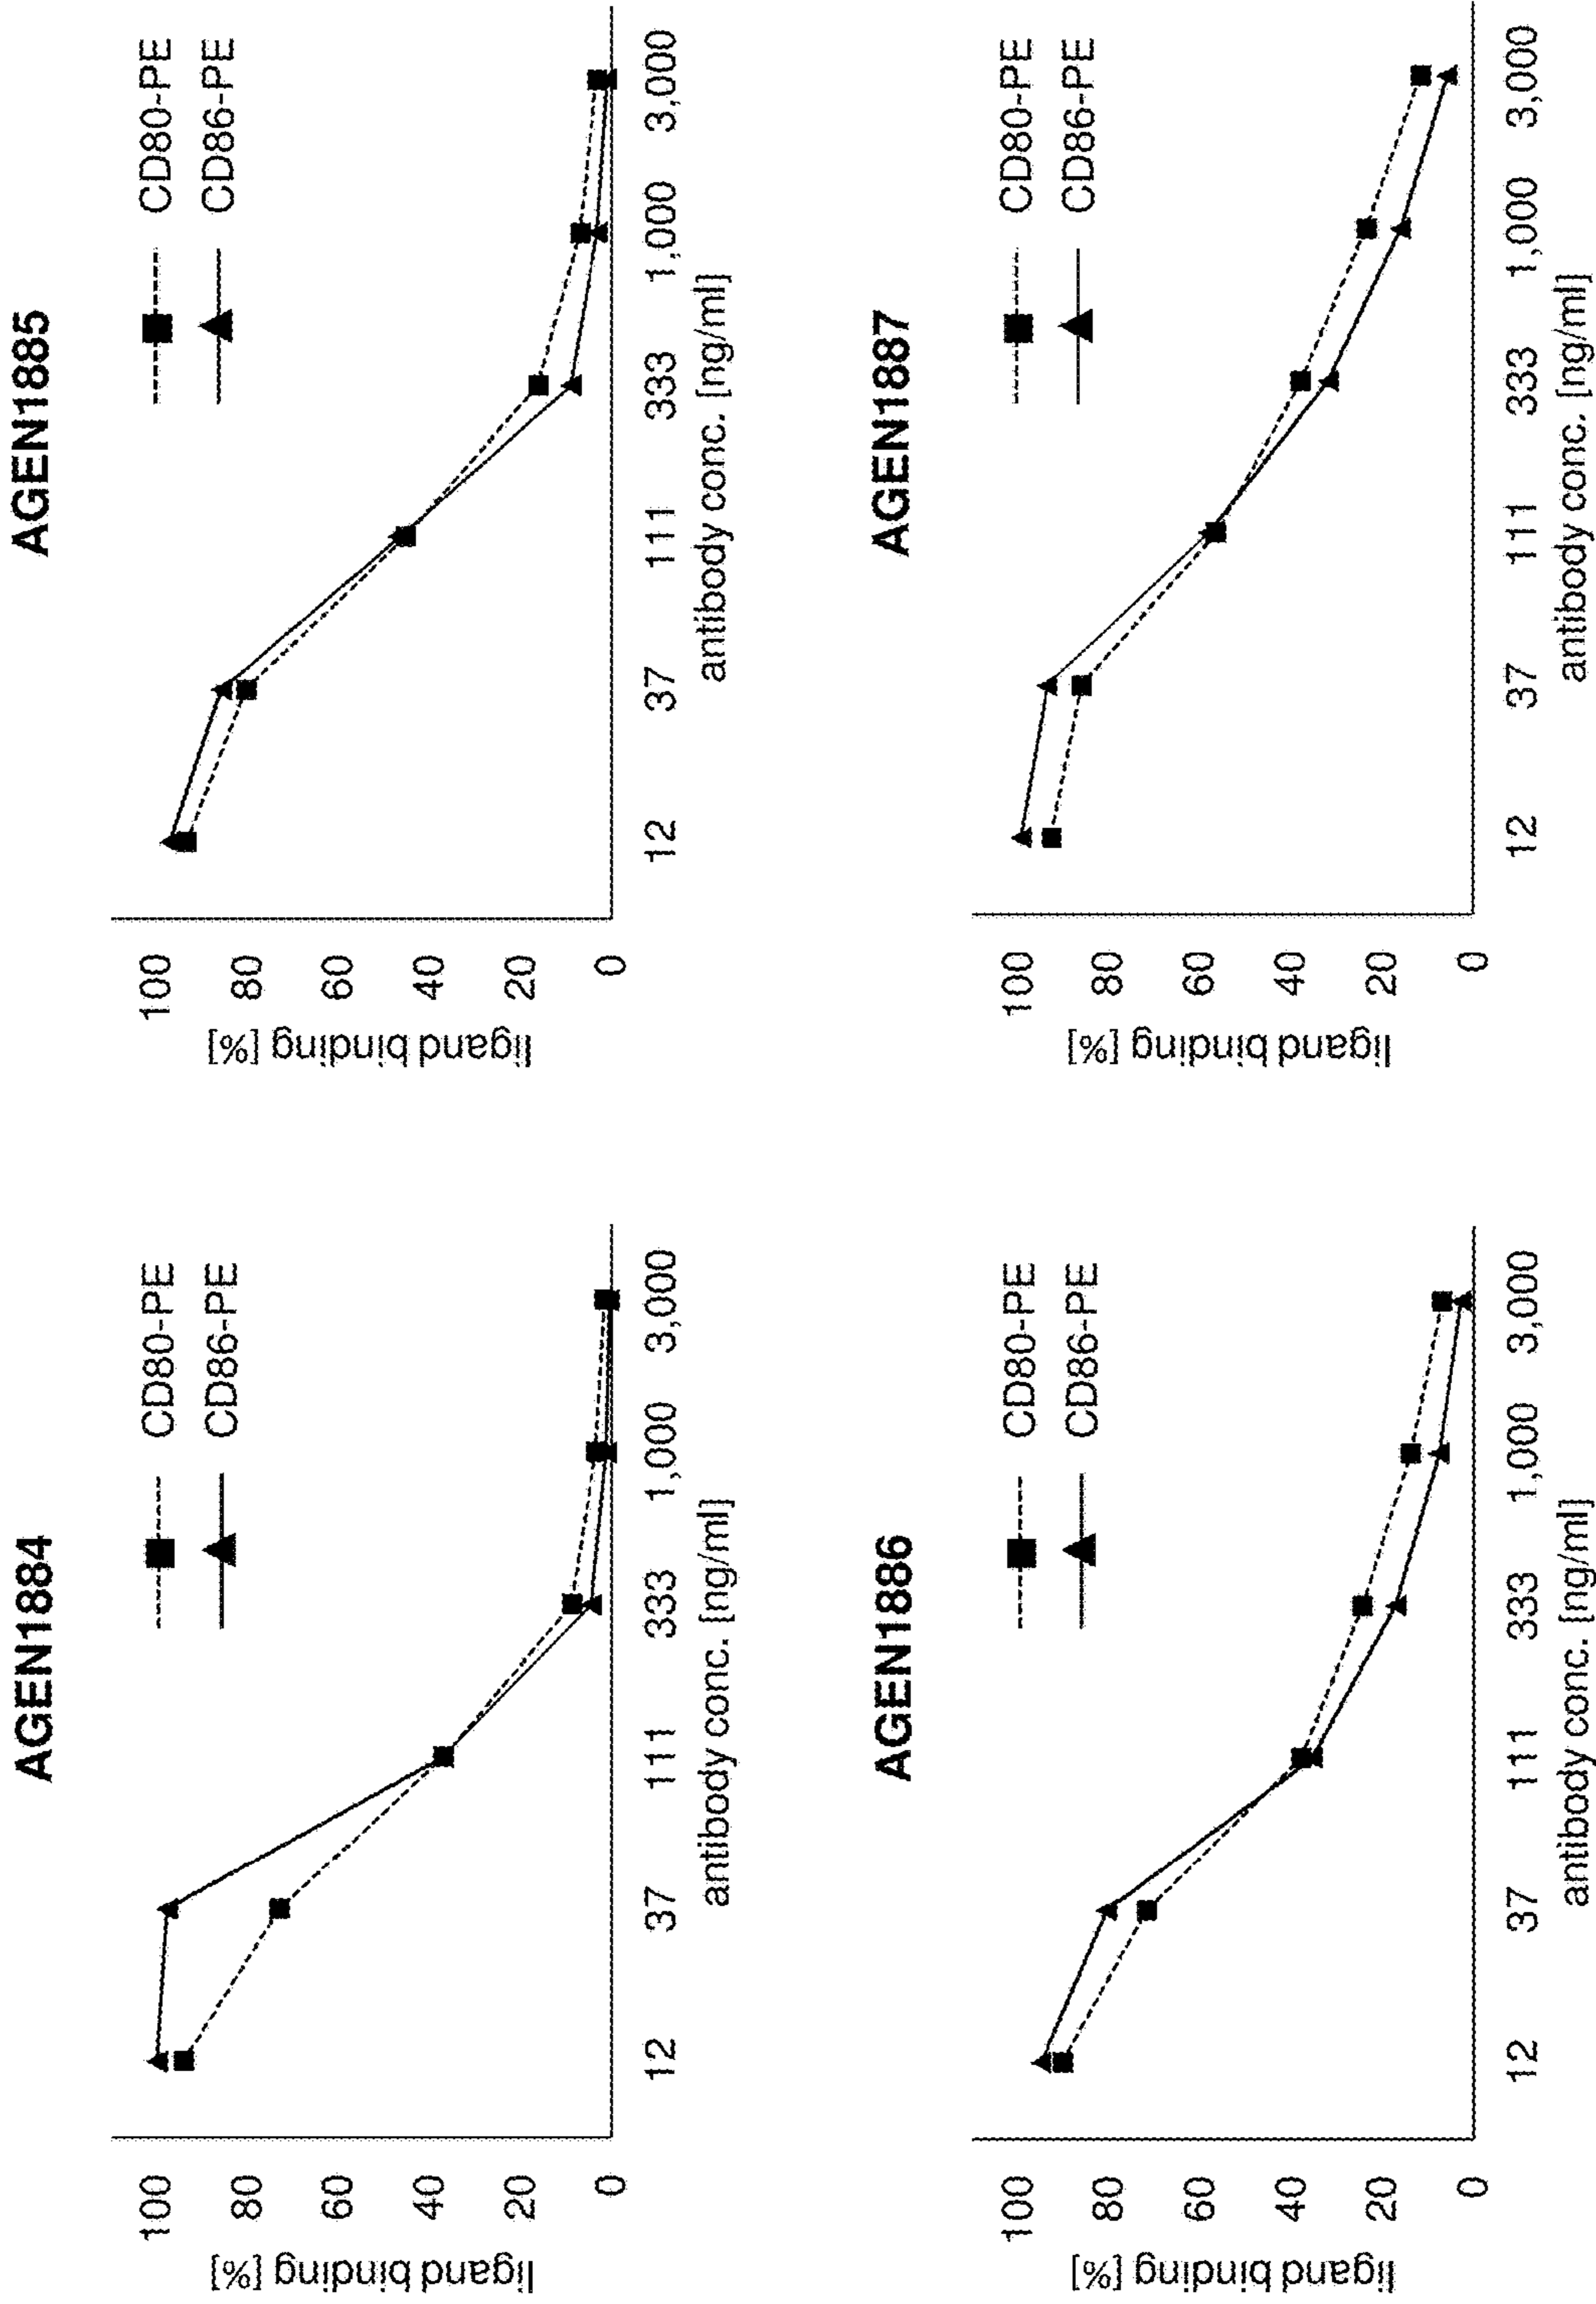 AGEN1884
CD80-PE
CD86-PE
ligand binding [%]
100
80
60
40
20
0
12 37 111 333 1,000 3,000
antibody conc. [ng/ml]
AGEN1885
CD80-PE
CD86-PE
ligand binding [%]
100
80
60
40
20
0
12 37 111 333 1,000 3,000
antibody conc. [ng/ml]
AGEN1886
CD80-PE
CD86-PE
ligand binding [%]
100
80
60
40
20
0
12 37 111 333 1,000 3,000
antibody conc. [ng/ml]
AGEN1887
CD80-PE
CD86-PE
ligand binding [%]
100
80
60
40
20
0
12 37 111 333 1,000 3,000
antibody conc. [ng/ml]